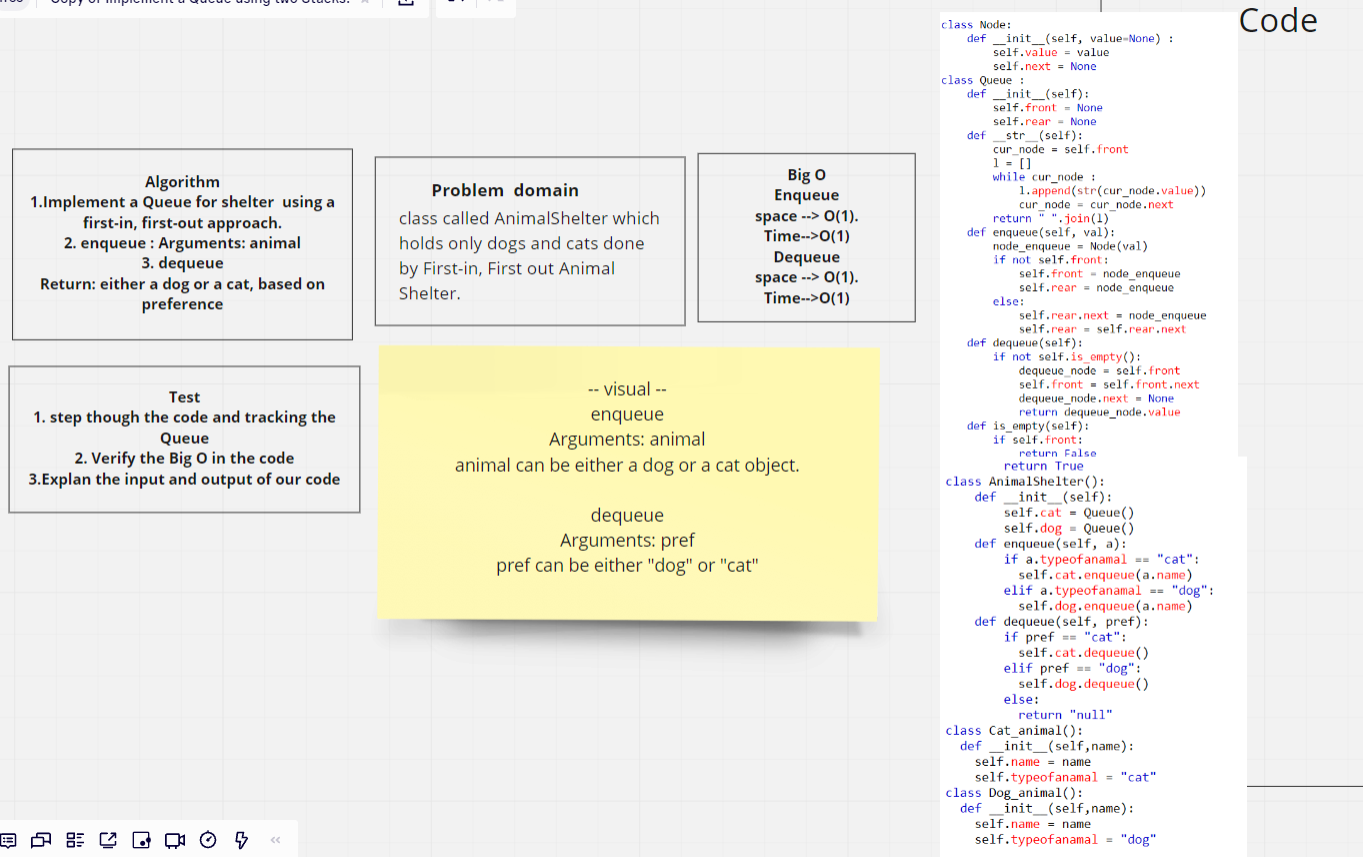 Copy of Implement a Queue using two Stacks.
Code
Algorithm
1.Implement a Queue for shelter using a
first-in, first-out approach.
2. enqueue : Arguments: animal
3. dequeue
Return: either a dog or a cat, based on
preference
Problem domain
class called AnimalShelter which
holds only dogs and cats done
by First-in, First out Animal
Shelter.
Big O
Enqueue
space --> O(1).
Time-->O(1)
Dequeue
space --> O(1).
Time-->O(1)
Test
1. step though the code and tracking the
Queue
2. Verify the Big O in the code
3.Explan the input and output of our code
-- visual --
enqueue
Arguments: animal
animal can be either a dog or a cat object.
dequeue
Arguments: pref
pref can be either "dog" or "cat"
class Node:
def __init__(self, value=None) :
self.value = value
self.next = None
class Queue :
def __init__(self):
self.front = None
self.rear = None
def __str__(self):
cur_node = self.front
l = []
while cur_node :
l.append(str(cur_node.value))
cur_node = cur_node.next
return " ".join(l)
def enqueue(self, val):
node_enqueue = Node(val)
if not self.front:
self.front = node_enqueue
self.rear = node_enqueue
else:
self.rear.next = node_enqueue
self.rear = self.rear.next
def dequeue(self):
if not self.is_empty():
dequeue_node = self.front
self.front = self.front.next
dequeue_node.next = None
return dequeue_node.value
def is_empty(self):
if self.front:
return False
return True
class AnimalShelter():
def __init__(self):
self.cat = Queue()
self.dog = Queue()
def enqueue(self, a):
if a.typeofanamal == "cat":
self.cat.enqueue(a.name)
elif a.typeofanamal == "dog":
self.dog.enqueue(a.name)
def dequeue(self, pref):
if pref == "cat":
self.cat.dequeue()
elif pref == "dog":
self.dog.dequeue()
else:
return "null"
class Cat_animal():
def __init__(self,name):
self.name = name
self.typeofanamal = "cat"
class Dog_animal():
def __init__(self,name):
self.name = name
self.typeofanamal = "dog"